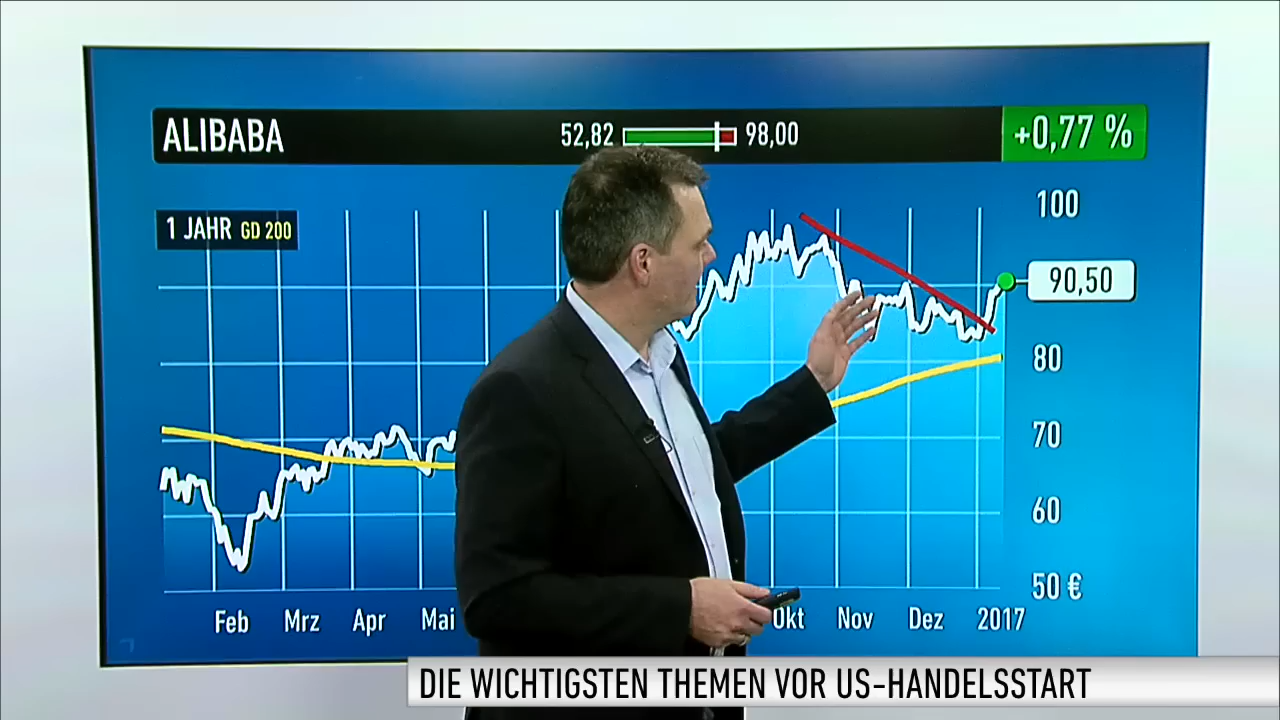 ALIBABA 52,82 98,00 +0,77 %
1 JAHR GD 200
100
90,50
80
70
60
50 €
Feb Mrz Apr Mai Okt Nov Dez 2017
DIE WICHTIGSTEN THEMEN VOR US-HANDELSSTART